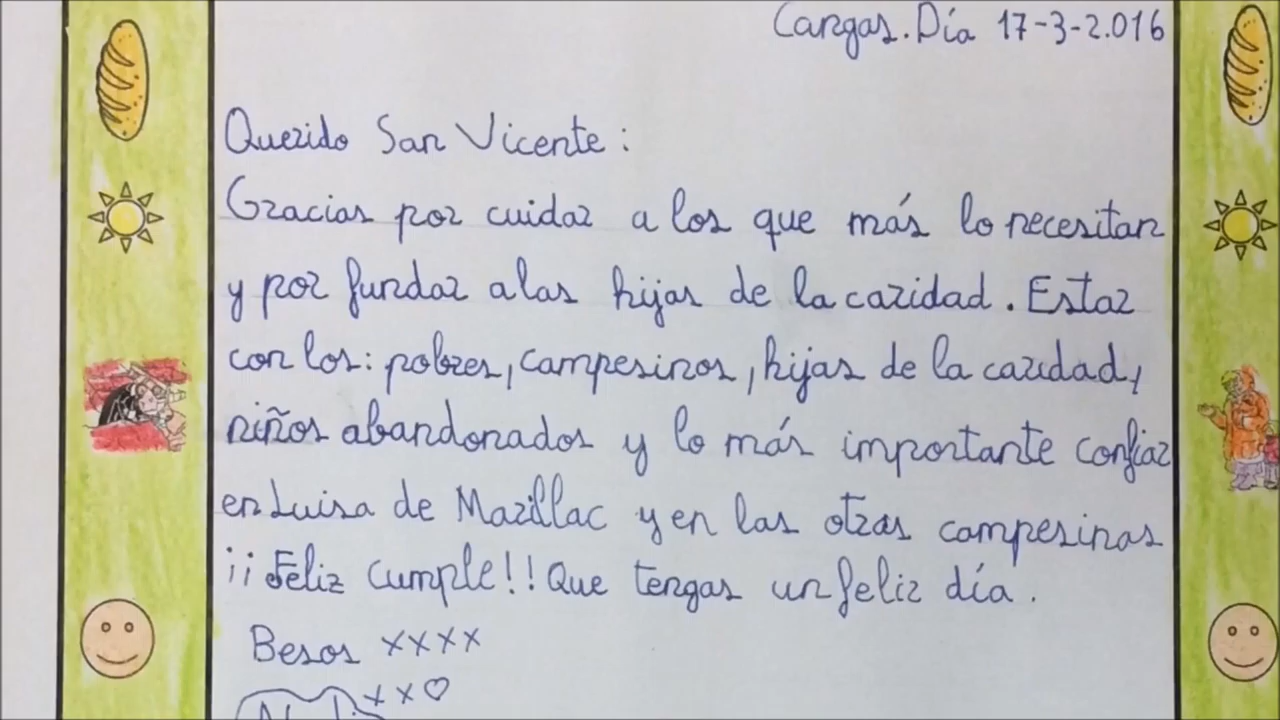 Cangas. Día 17-3-2.016
Querido San Vicente:
Gracias por cuidar a los que más lo necesitan
y por fundar a las hijas de la caridad. Estar
con los: pobres, campesinos, hijas de la caridad,
niños abandonados y lo más importante confiar
en Luisa de Marillac y en las otras campesinas
¡¡Feliz cumple!! Que tengas un feliz día.
Besos xxxx
xx♡